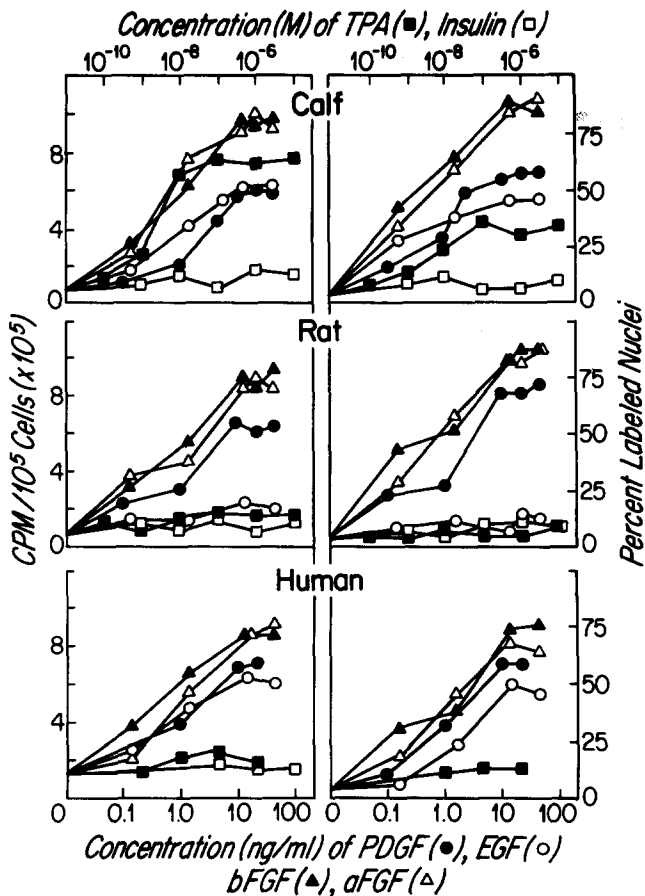 Concentration (M) of TPA (■), Insulin (□)
10⁻¹⁰ 10⁻⁸ 10⁻⁶ 10⁻¹⁰ 10⁻⁸ 10⁻⁶
Calf
8
4
75
50
25
0
Rat
8
4
0
75
50
25
0
Human
8
4
75
50
25
0
CPM/10⁵ Cells (x10⁵)
Percent Labeled Nuclei
0 0.1 1.0 10 100 0 0.1 1.0 10 100
Concentration (ng/ml) of PDGF (●), EGF (○)
bFGF (▲), aFGF (△)